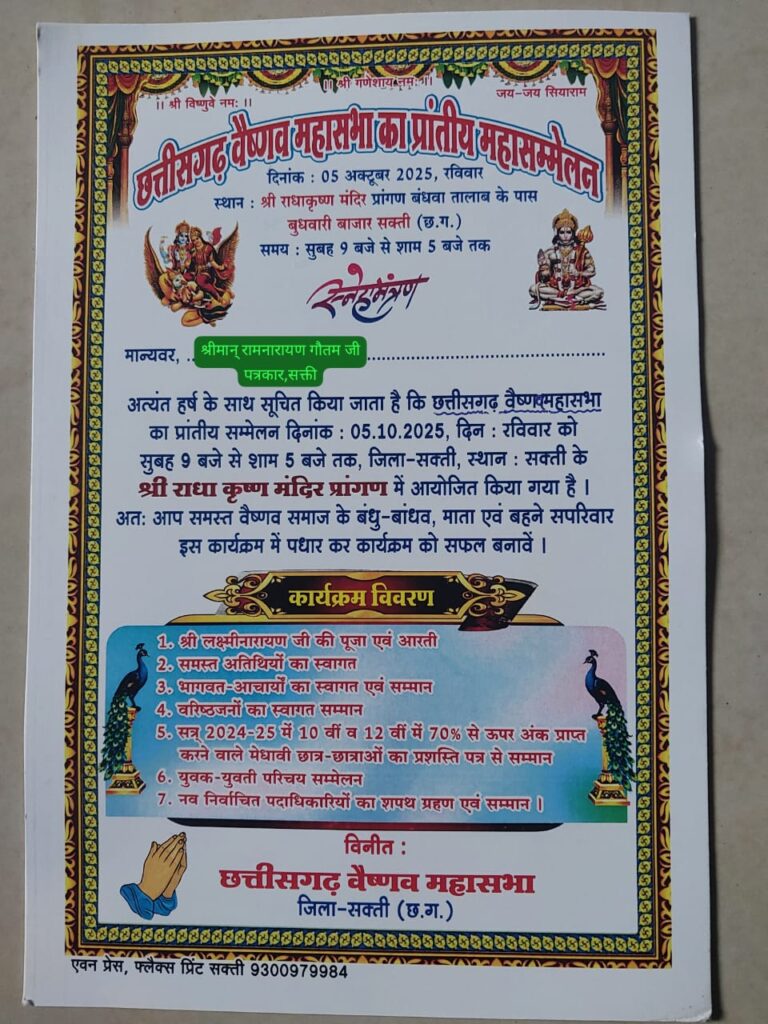 ।। श्री गणेशाय नमः ।।
।। श्री विष्णुवे नमः ।।
जय-जय सियाराम
छत्तीसगढ़ वैष्णव महासभा का प्रांतीय महासम्मेलन
दिनांक : 05 अक्टूबर 2025, रविवार
स्थान : श्री राधाकृष्ण मंदिर प्रांगण बंधवा तालाब के पास
बुधवारी बाजार सक्ती (छ.ग.)
समय : सुबह 9 बजे से शाम 5 बजे तक
स्नेहामंत्रण
मान्यवर, श्रीमान् रामनारायण गौतम जी
पत्रकार,सक्ती
अत्यंत हर्ष के साथ सूचित किया जाता है कि छत्तीसगढ़ वैष्णव महासभा
का प्रांतीय सम्मेलन दिनांक : 05.10.2025, दिन : रविवार को
सुबह 9 बजे से शाम 5 बजे तक, जिला-सक्ती, स्थान : सक्ती के
श्री राधा कृष्ण मंदिर प्रांगण में आयोजित किया गया है ।
अतः आप समस्त वैष्णव समाज के बंधु-बांधव, माता एवं बहने सपरिवार
इस कार्यक्रम में पधार कर कार्यक्रम को सफल बनावें ।
कार्यक्रम विवरण
1. श्री लक्ष्मीनारायण जी की पूजा एवं आरती
2. समस्त अतिथियों का स्वागत
3. भागवत-आचार्यों का स्वागत एवं सम्मान
4. वरिष्ठजनों का स्वागत सम्मान
5. सत्र 2024-25 में 10 वीं व 12 वीं में 70% से ऊपर अंक प्राप्त
करने वाले मेधावी छात्र-छात्राओं का प्रशस्ति पत्र से सम्मान
6. युवक-युवती परिचय सम्मेलन
7. नव निर्वाचित पदाधिकारियों का शपथ ग्रहण एवं सम्मान ।
विनीत :
छत्तीसगढ़ वैष्णव महासभा
जिला-सक्ती (छ.ग.)
एवन प्रेस, फ्लैक्स प्रिंट सक्ती 9300979984